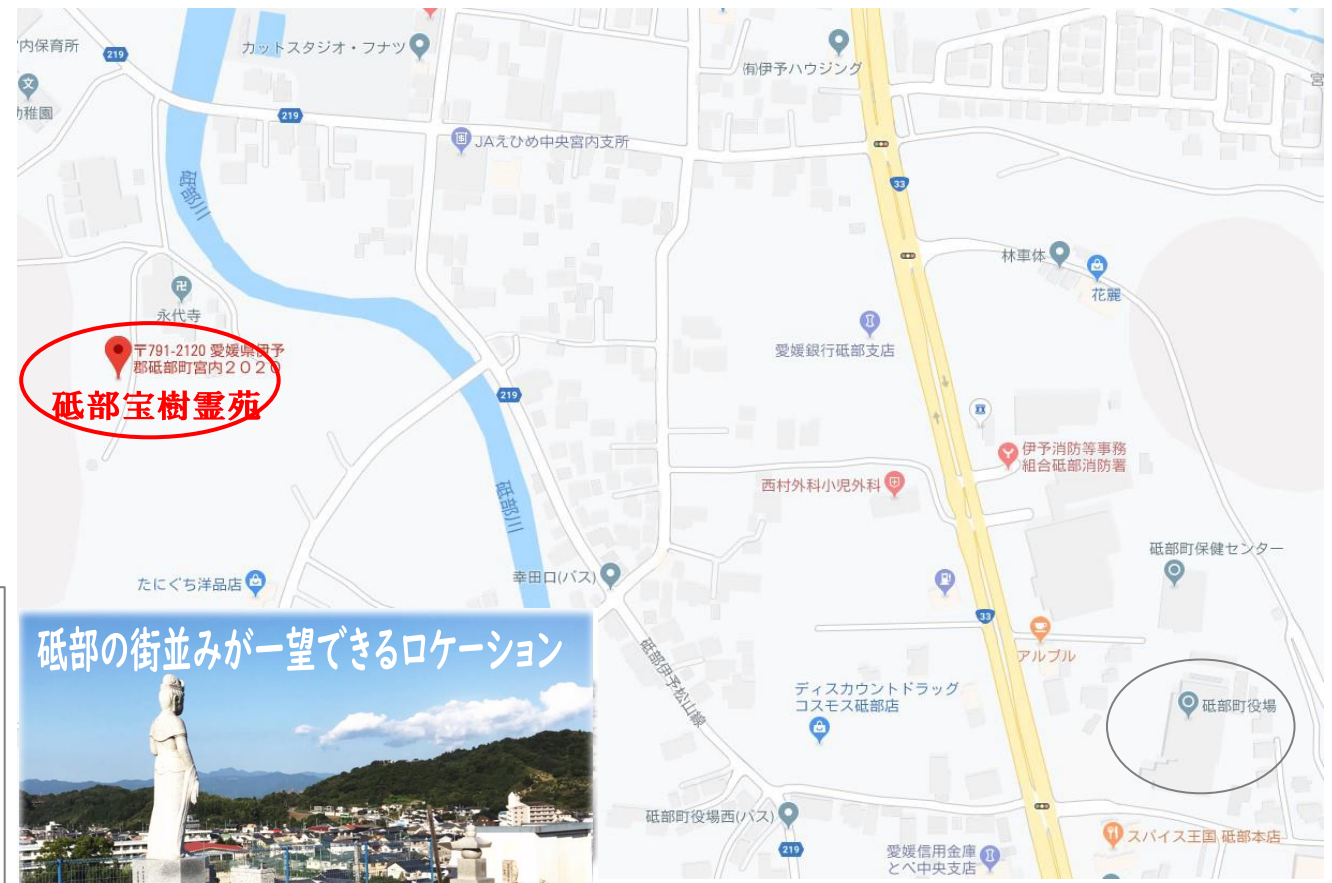 内保育所
219
カットスタジオ・フナツ
(有)伊予ハウジング
宮
幼稚園
219
JAえひめ中央宮内支所
33
砥部川
林車体
花麗
永代寺
〒791-2120 愛媛県伊予
郡砥部町宮内2020
砥部宝樹霊苑
愛媛銀行砥部支店
219
伊予消防等事務
組合砥部消防署
西村外科小児外科
砥部川
砥部町保健センター
たにぐち洋品店
幸田口(バス)
33
アルブル
砥部の街並みが一望できるロケーション
砥部伊予松山線
ディスカウントドラッグ
コスモス砥部店
砥部町役場
砥部町役場西(バス)
219
愛媛信用金庫
とべ中央支店
スパイス王国 砥部本店